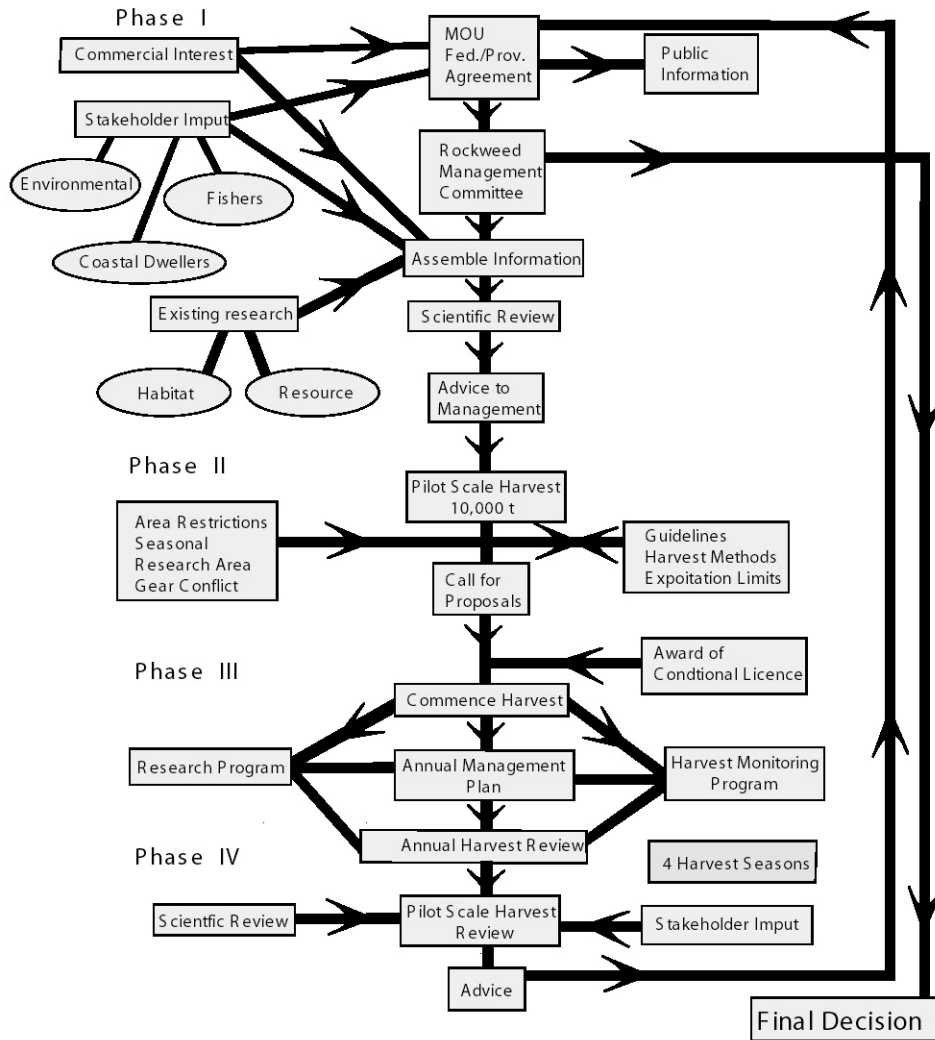 Phase I
Commercial Interest
MOU
Fed./Prov.
Agreement
Public
Information
Stakeholder Imput
Environmental
Fishers
Coastal Dwellers
Rockweed
Management
Committee
Assemble Information
Existing research
Habitat
Resource
Scientific Review
Advice to
Management
Phase II
Pilot Scale Harvest
10,000 t
Area Restrictions
Seasonal
Research Area
Gear Conflict
Guidelines
Harvest Methods
Expoitation Limits
Call for
Proposals
Award of
Condtional Licence
Phase III
Commence Harvest
Research Program
Annual Management
Plan
Harvest Monitoring
Program
Annual Harvest Review
Phase IV
4 Harvest Seasons
Scientfic Review
Pilot Scale Harvest
Review
Stakeholder Imput
Advice
Final Decision